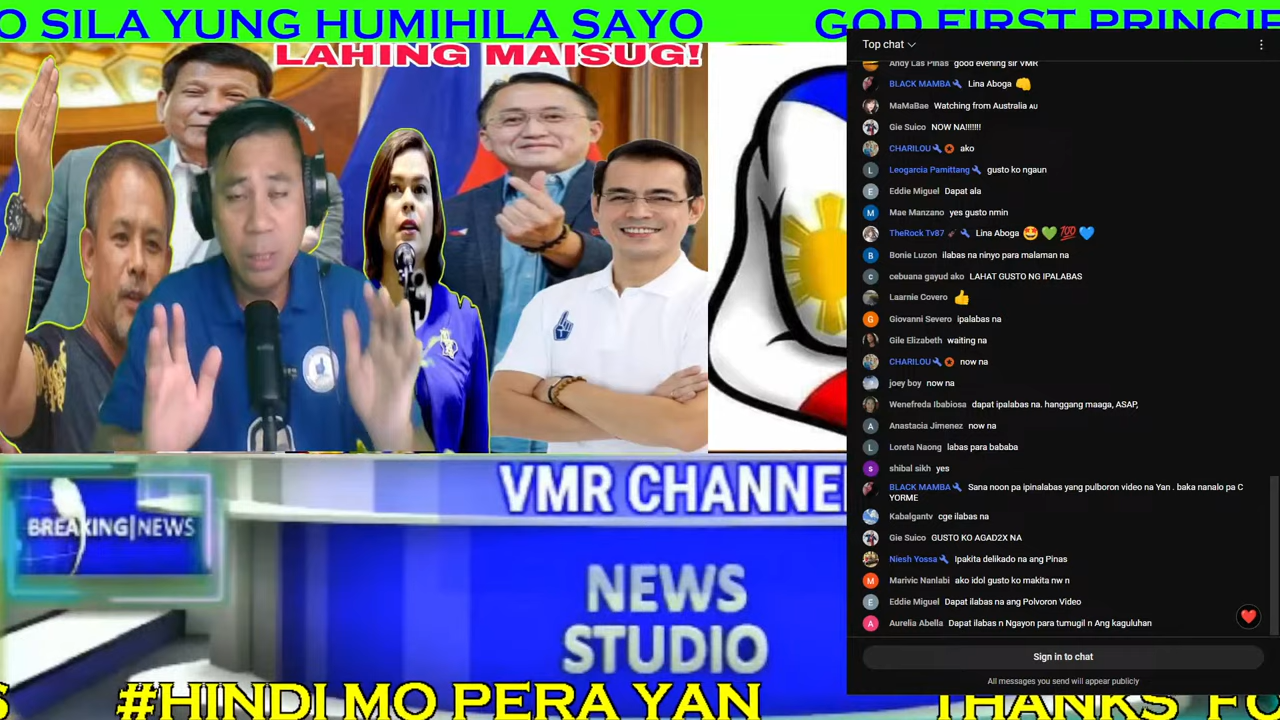 O SILA YUNG HUMIHILA SAYO
GOD FIRST PRINCIP
LAHING MAISUG!
Top chat
Andy Las Pinas good evening sir VMR
BLACK MAMBA Lina Aboga
MaMaBae Watching from Australia AU
Gie Suico NOW NA!!!!!!!
CHARILOU ako
L Leogarcia Pamittang gusto ko ngaun
E Eddie Miguel Dapat ala
M Mae Manzano yes gusto nmin
TheRock Tv87 Lina Aboga 100
B Bonie Luzon ilabas na ninyo para malaman na
c cebuana gayud ako LAHAT GUSTO NG IPALABAS
Laarnie Covero
G Giovanni Severo ipalabas na
Gile Elizabeth waiting na
CHARILOU now na
joey boy now na
Wenefreda Ibabiosa dapat ipalabas na. hanggang maaga, ASAP,
A Anastacia Jimenez now na
L Loreta Naong labas para bababa
s shibal sikh yes
BLACK MAMBA Sana noon pa ipinalabas yang pulboron video na Yan . baka nanalo pa C
YORME
Kabalgantv cge ilabas na
Gie Suico GUSTO KO AGAD2X NA
Niesh Yossa Ipakita delikado na ang Pinas
M Marivic Nanlabi ako idol gusto ko makita nw n
E Eddie Miguel Dapat ilabas na ang Polvoron Video
A Aurelia Abella Dapat ilabas n Ngayon para tumugil n Ang kaguluhan
Sign in to chat
All messages you send will appear publicly
VMR CHANNE
BREAKING|NEWS
NEWS
STUDIO
S #HINDI MO PERA YAN
THANKS FO